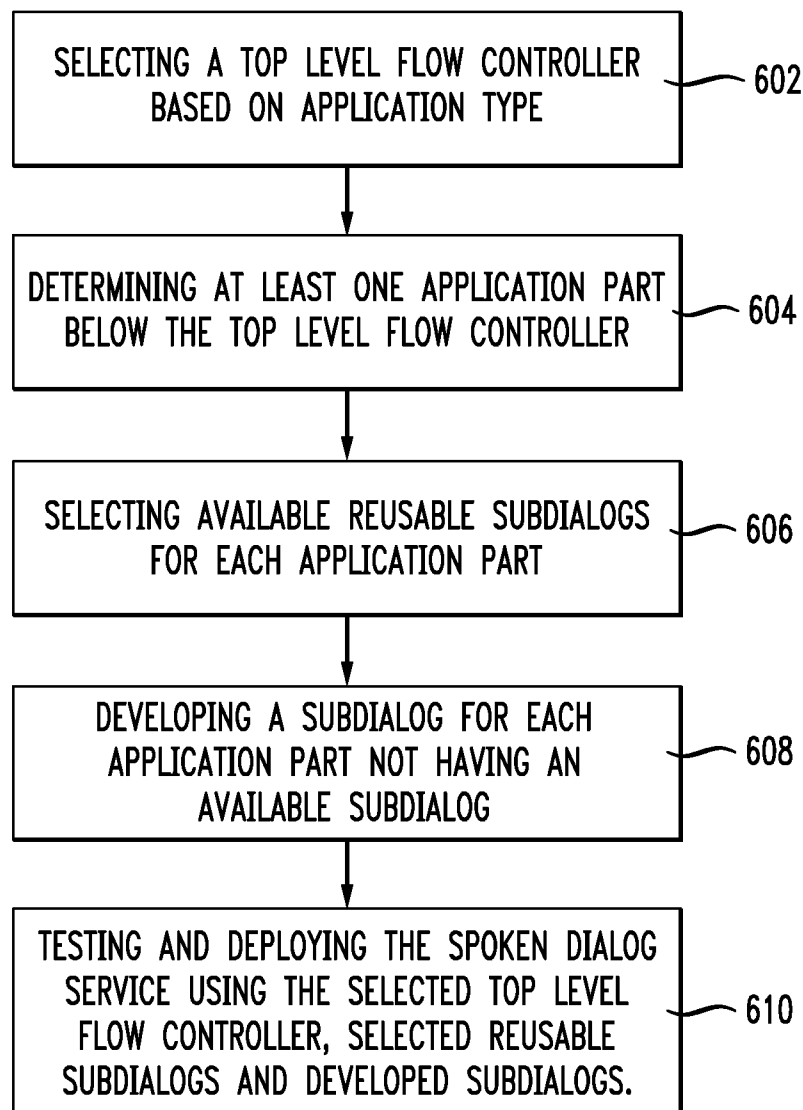 SELECTING A TOP LEVEL FLOW CONTROLLER
BASED ON APPLICATION TYPE
602
DETERMINING AT LEAST ONE APPLICATION PART
BELOW THE TOP LEVEL FLOW CONTROLLER
604
SELECTING AVAILABLE REUSABLE SUBDIALOGS
FOR EACH APPLICATION PART
606
DEVELOPING A SUBDIALOG FOR EACH
APPLICATION PART NOT HAVING AN
AVAILABLE SUBDIALOG
608
TESTING AND DEPLOYING THE SPOKEN DIALOG
SERVICE USING THE SELECTED TOP LEVEL
FLOW CONTROLLER, SELECTED REUSABLE
SUBDIALOGS AND DEVELOPED SUBDIALOGS.
610